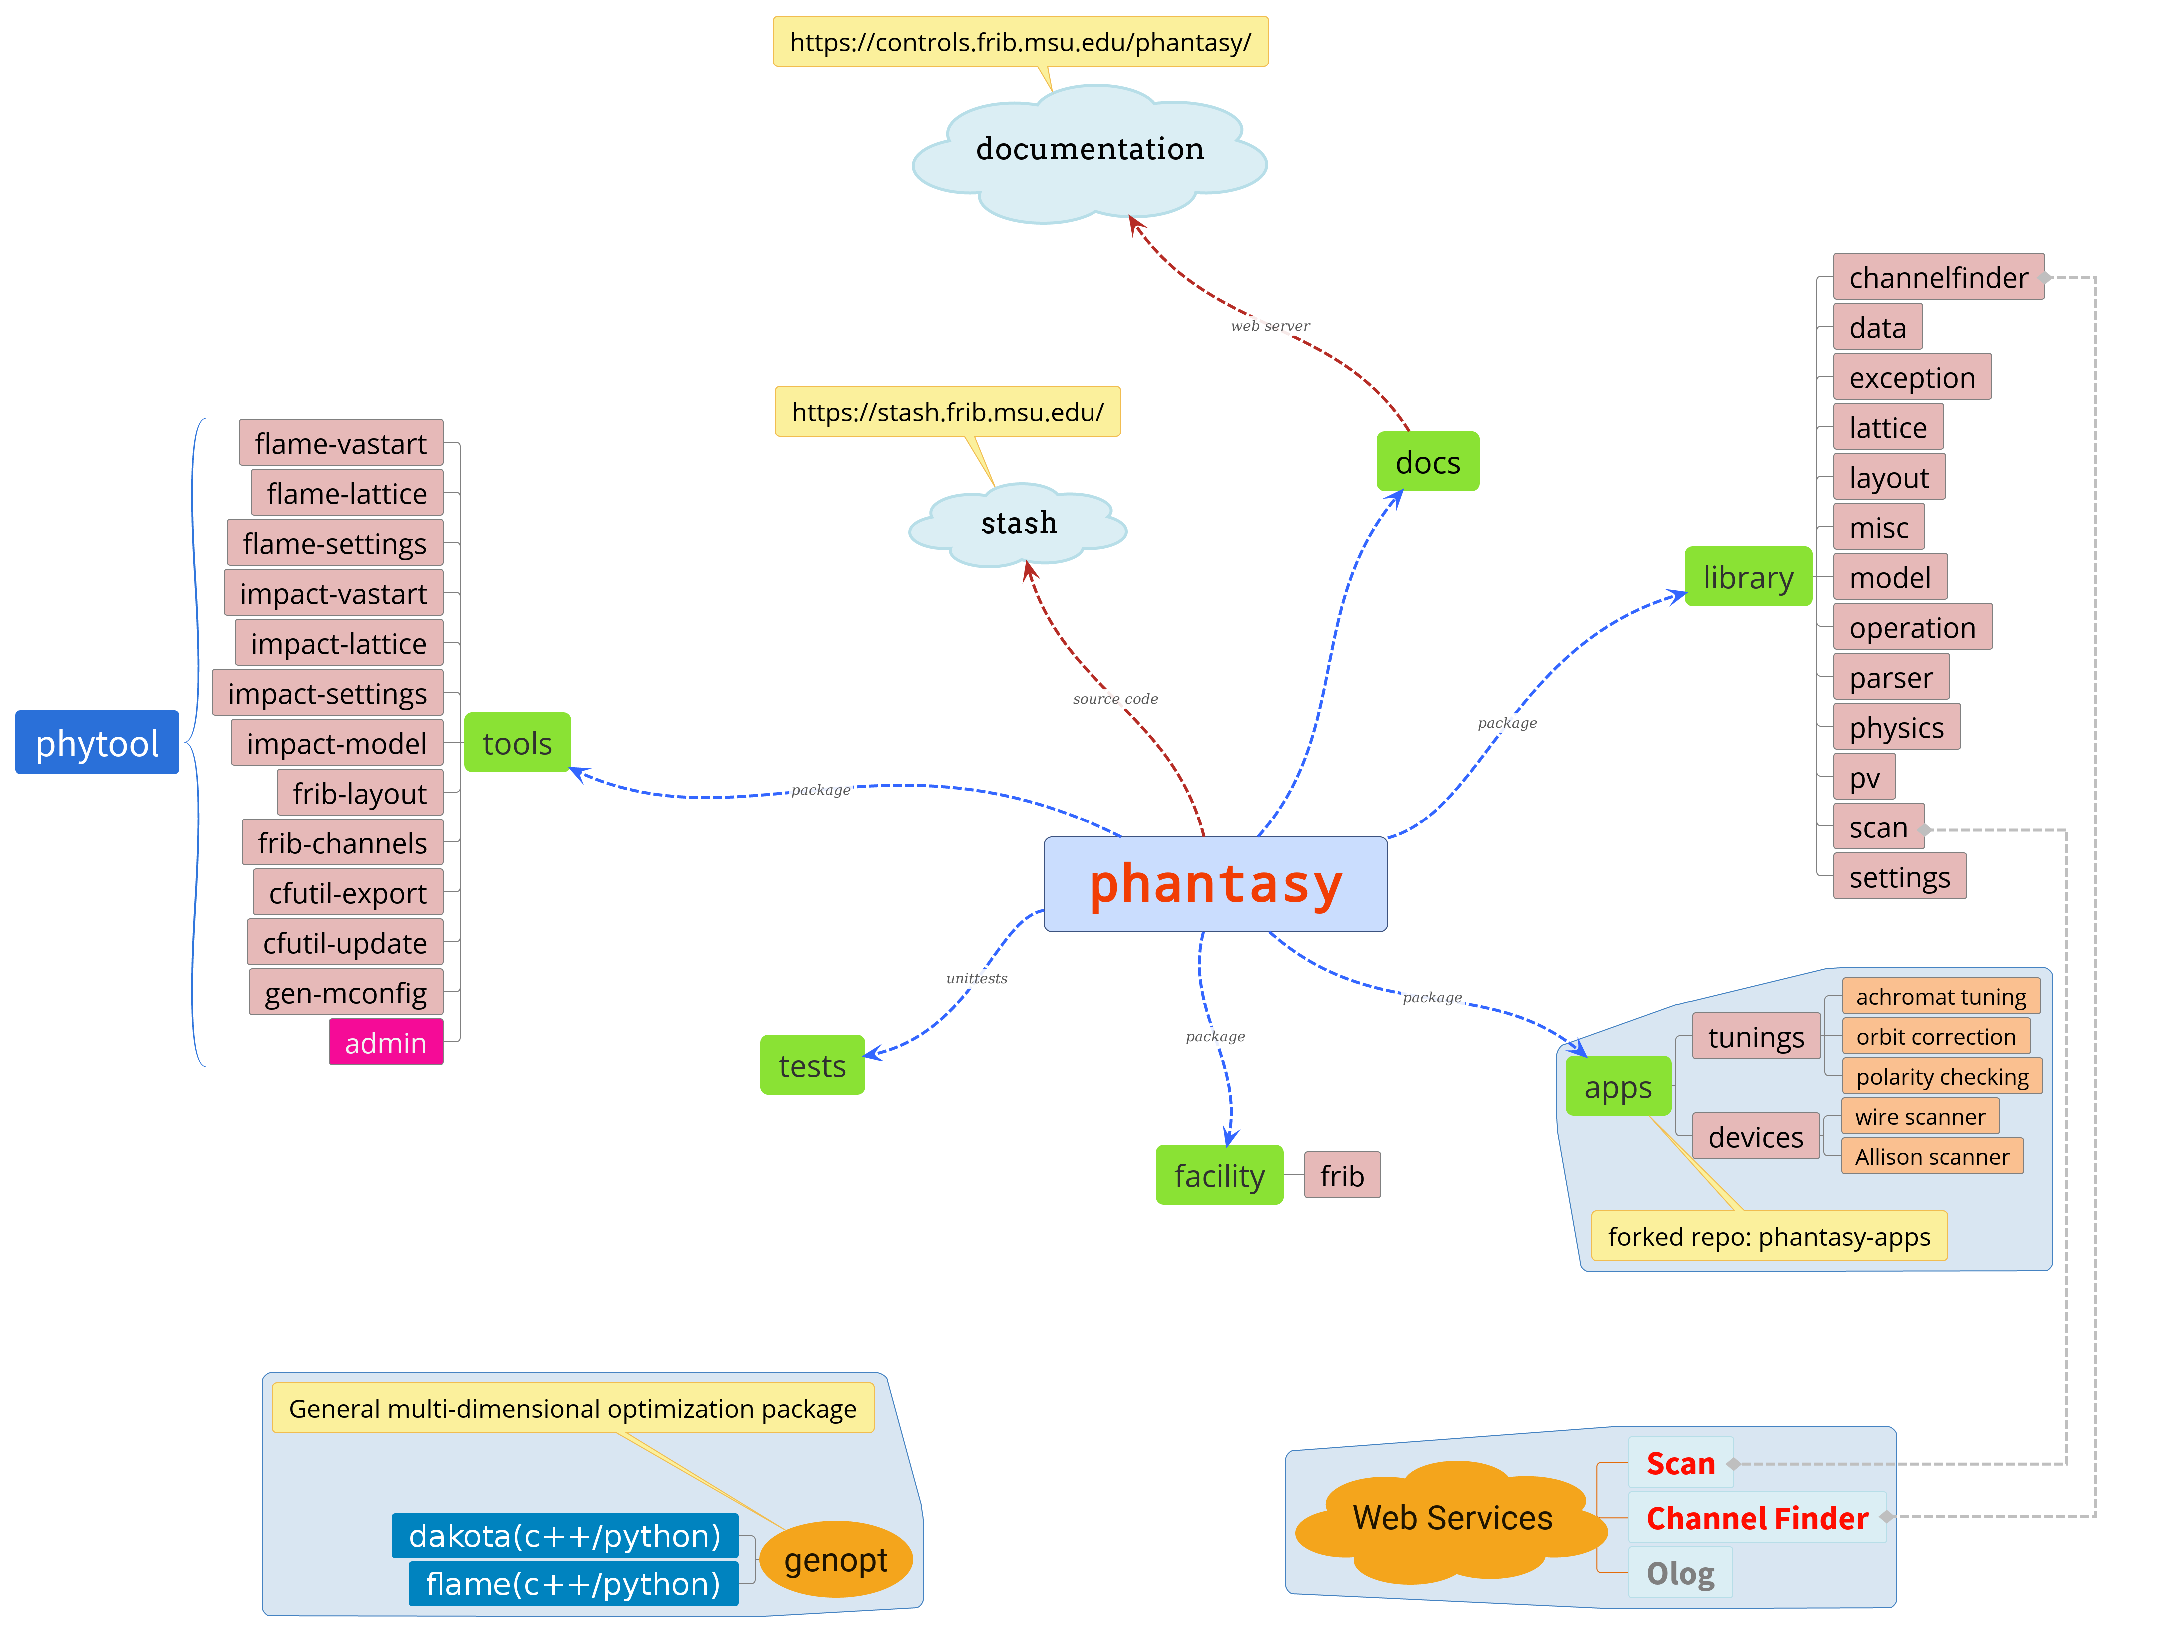 https://controls.frib.msu.edu/phantasy/
documentation
web server
https://stash.frib.msu.edu/
stash
source code
docs
library
package
channelfinder
data
exception
lattice
layout
misc
model
operation
parser
physics
pv
scan
settings
phytool
flame-vastart
flame-lattice
flame-settings
impact-vastart
impact-lattice
impact-settings
impact-model
frib-layout
frib-channels
cfutil-export
cfutil-update
gen-mconfig
admin
tools
package
phantasy
unittests
tests
package
facility
frib
package
apps
tunings
achromat tuning
orbit correction
polarity checking
devices
wire scanner
Allison scanner
forked repo: phantasy-apps
General multi-dimensional optimization package
dakota(c++/python)
flame(c++/python)
genopt
Web Services
Scan
Channel Finder
Olog